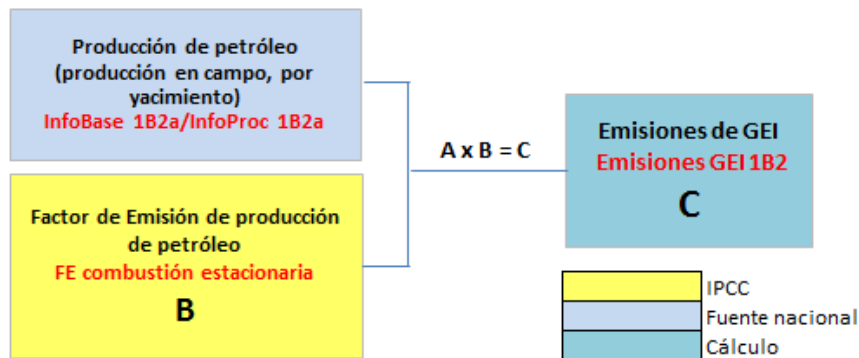 Producción de petróleo
(producción en campo, por
yacimiento)
InfoBase 1B2a/InfoProc 1B2a
Factor de Emisión de producción
de petróleo
FE combustión estacionaria
B
A x B = C
Emisiones de GEI
Emisiones GEI 1B2
C
IPCC
Fuente nacional
Cálculo